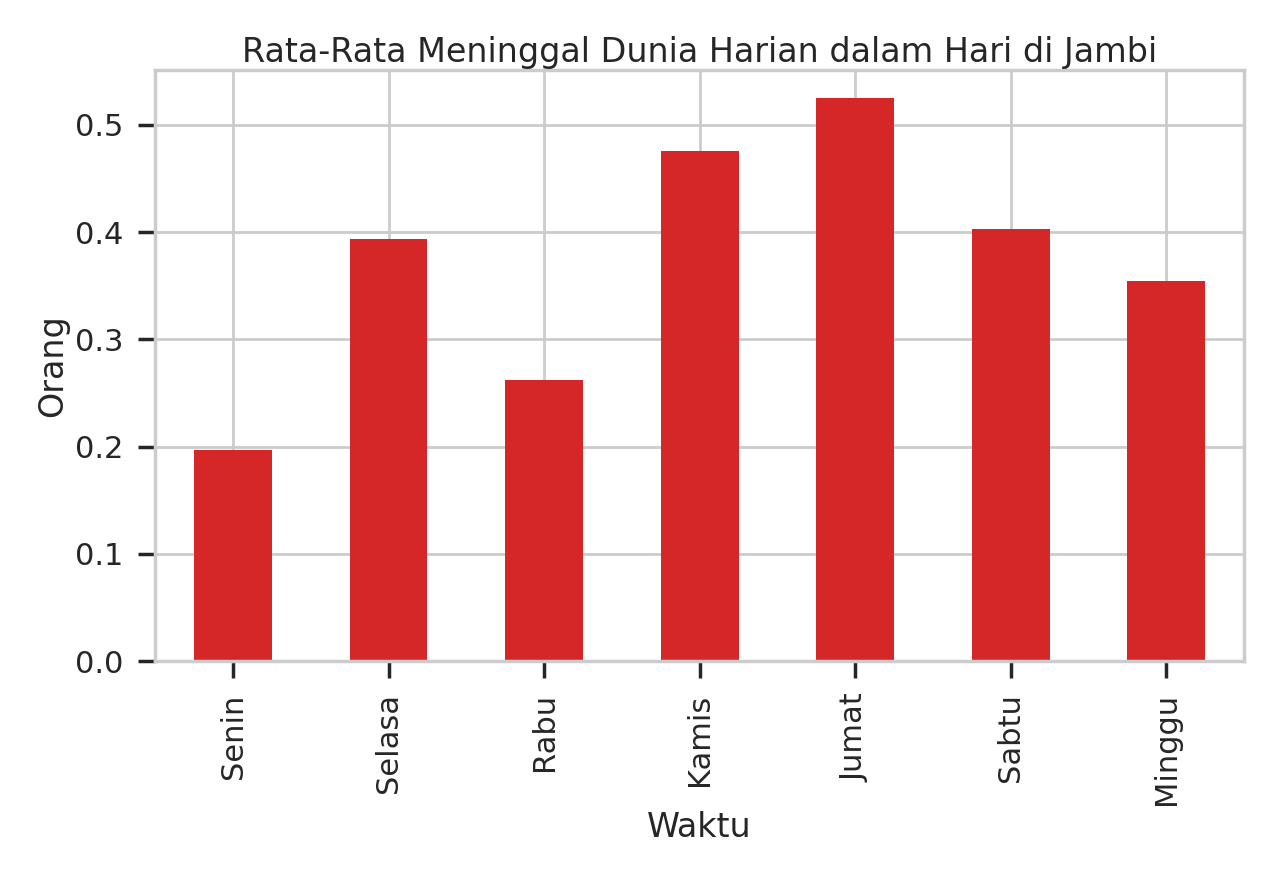 Rata-Rata Meninggal Dunia Harian dalam Hari di Jambi
0.5
0.4
0.3
0.2
0.1
0.0
Orang
Senin
Selasa
Rabu
Kamis
Jumat
Sabtu
Minggu
Waktu